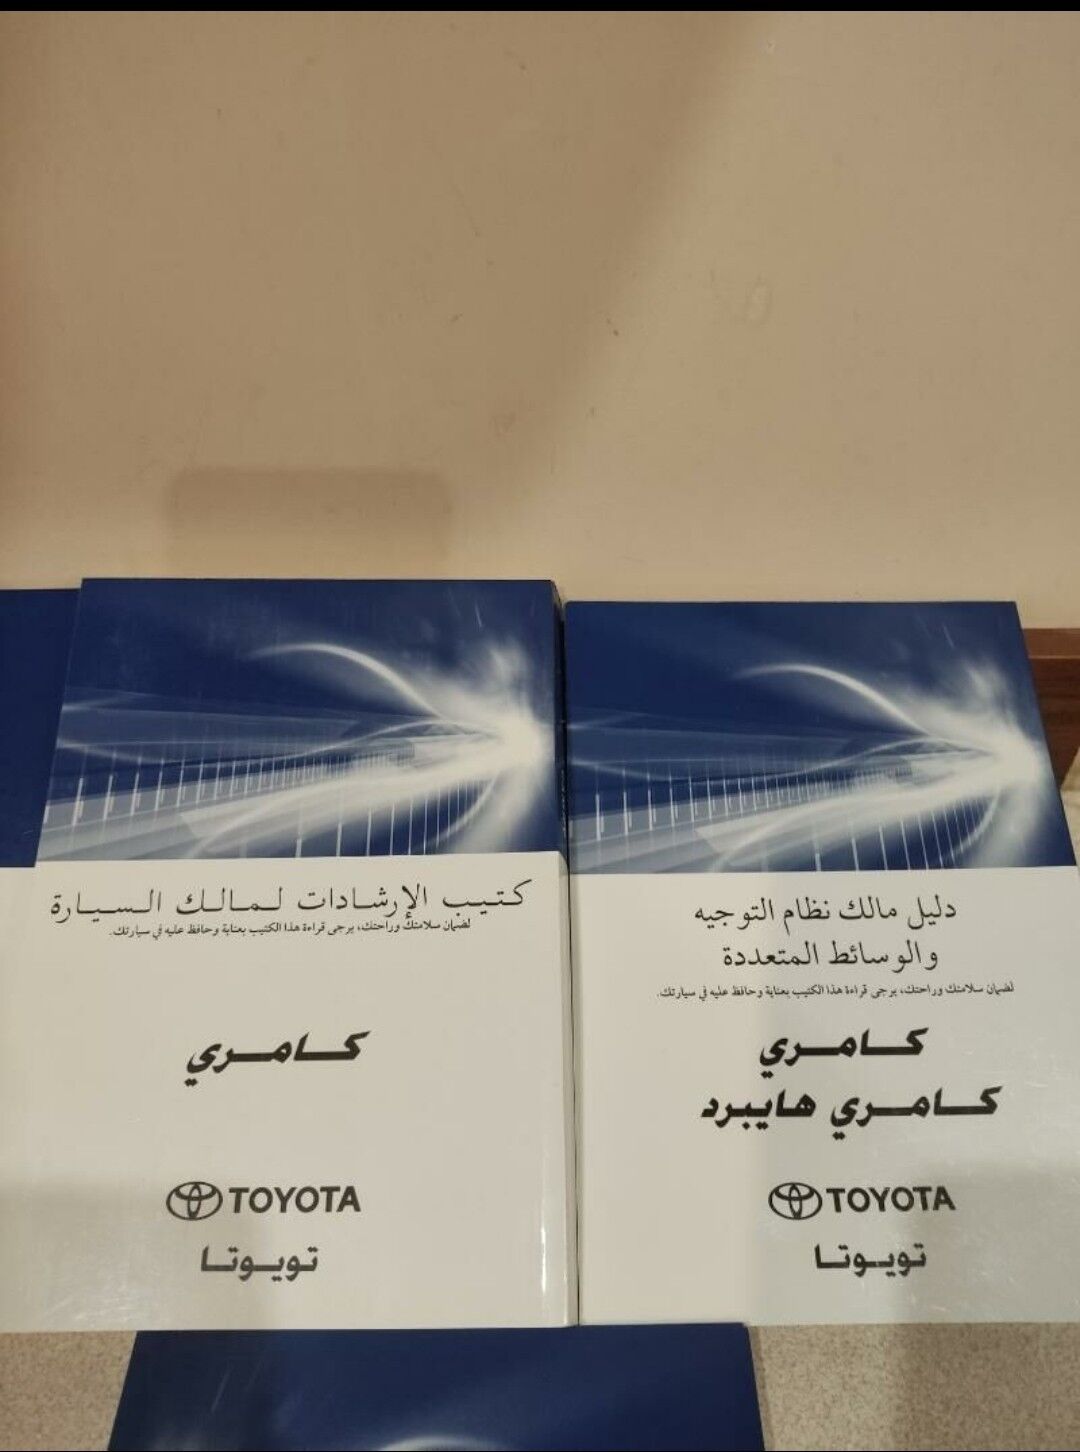 كتيب الإرشادات لمالك السيارة
لضمان سلامتك وراحتك، يرجى قراءة هذا الكتيب بعناية وحافظ عليه في سيارتك.
كامري
TOYOTA
تويوتا
دليل مالك نظام التوجيه
والوسائط المتعددة
لضمان سلامتك وراحتك، يرجى قراءة هذا الكتيب بعناية وحافظ عليه في سيارتك.
كامري
كامري هايبرد
TOYOTA
تويوتا